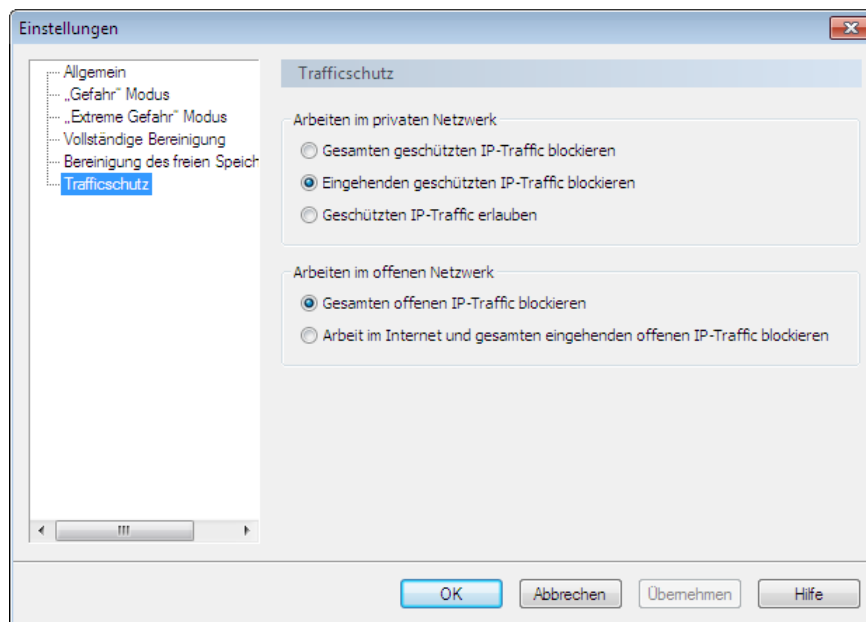 Einstellungen
Allgemein
„Gefahr“ Modus
„Extreme Gefahr“ Modus
Vollständige Bereinigung
Bereinigung des freien Speich
Trafficschutz
Trafficschutz
Arbeiten im privaten Netzwerk
Gesamten geschützten IP-Traffic blockieren
Eingehenden geschützten IP-Traffic blockieren
Geschützten IP-Traffic erlauben
Arbeiten im offenen Netzwerk
Gesamten offenen IP-Traffic blockieren
Arbeit im Internet und gesamten eingehenden offenen IP-Traffic blockieren
OK
Abbrechen
Übernehmen
Hilfe